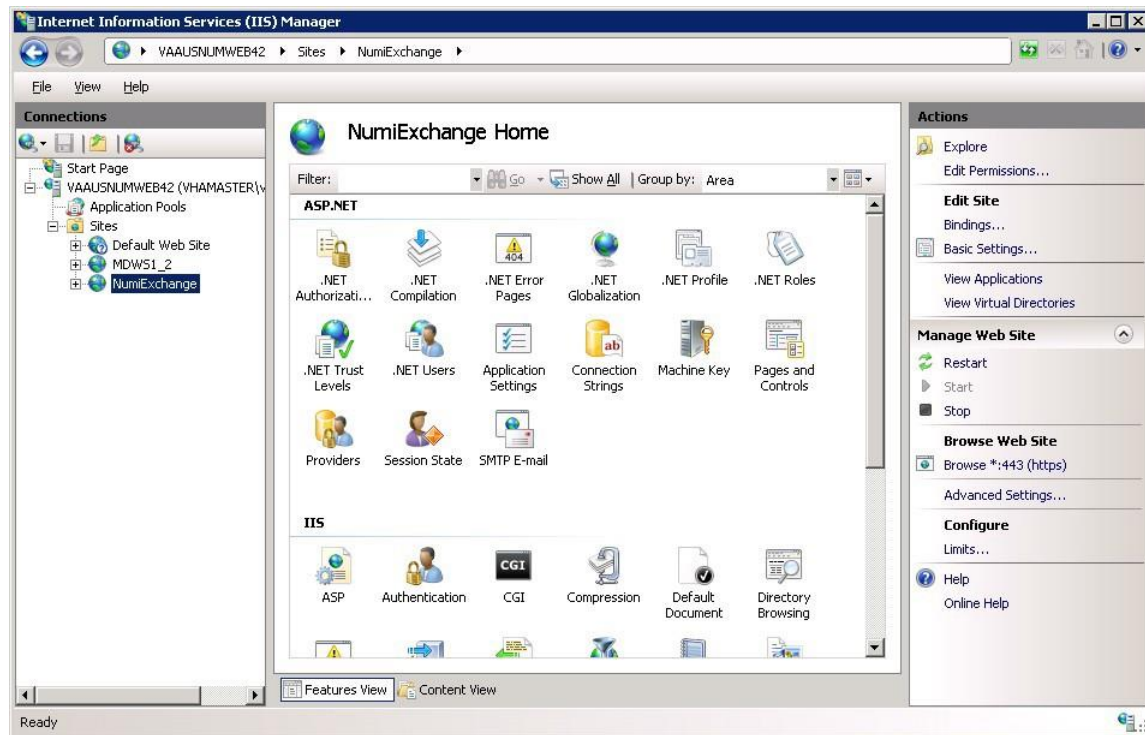 Internet Information Services (IIS) Manager
VAAUSNUMWEB42 Sites NumiExchange
File View Help
Connections
Start Page
VAAUSNUMWEB42 (VHAMASTER\v
Application Pools
Sites
Default Web Site
MDWS1_2
NumiExchange
NumiExchange Home
Filter: Go Show All Group by: Area
ASP.NET
.NET Authorizati...
.NET Compilation
404
.NET Error Pages
.NET Globalization
.NET Profile
.NET Roles
.NET Trust Levels
.NET Users
Application Settings
ab
Connection Strings
Machine Key
Pages and Controls
Providers
Session State
SMTP E-mail
IIS
ASP
Authentication
CGI
CGI
Compression
Default Document
Directory Browsing
Features View
Content View
Actions
Explore
Edit Permissions...
Edit Site
Bindings...
Basic Settings...
View Applications
View Virtual Directories
Manage Web Site
Restart
Start
Stop
Browse Web Site
Browse *:443 (https)
Advanced Settings...
Configure
Limits...
Help
Online Help
Ready